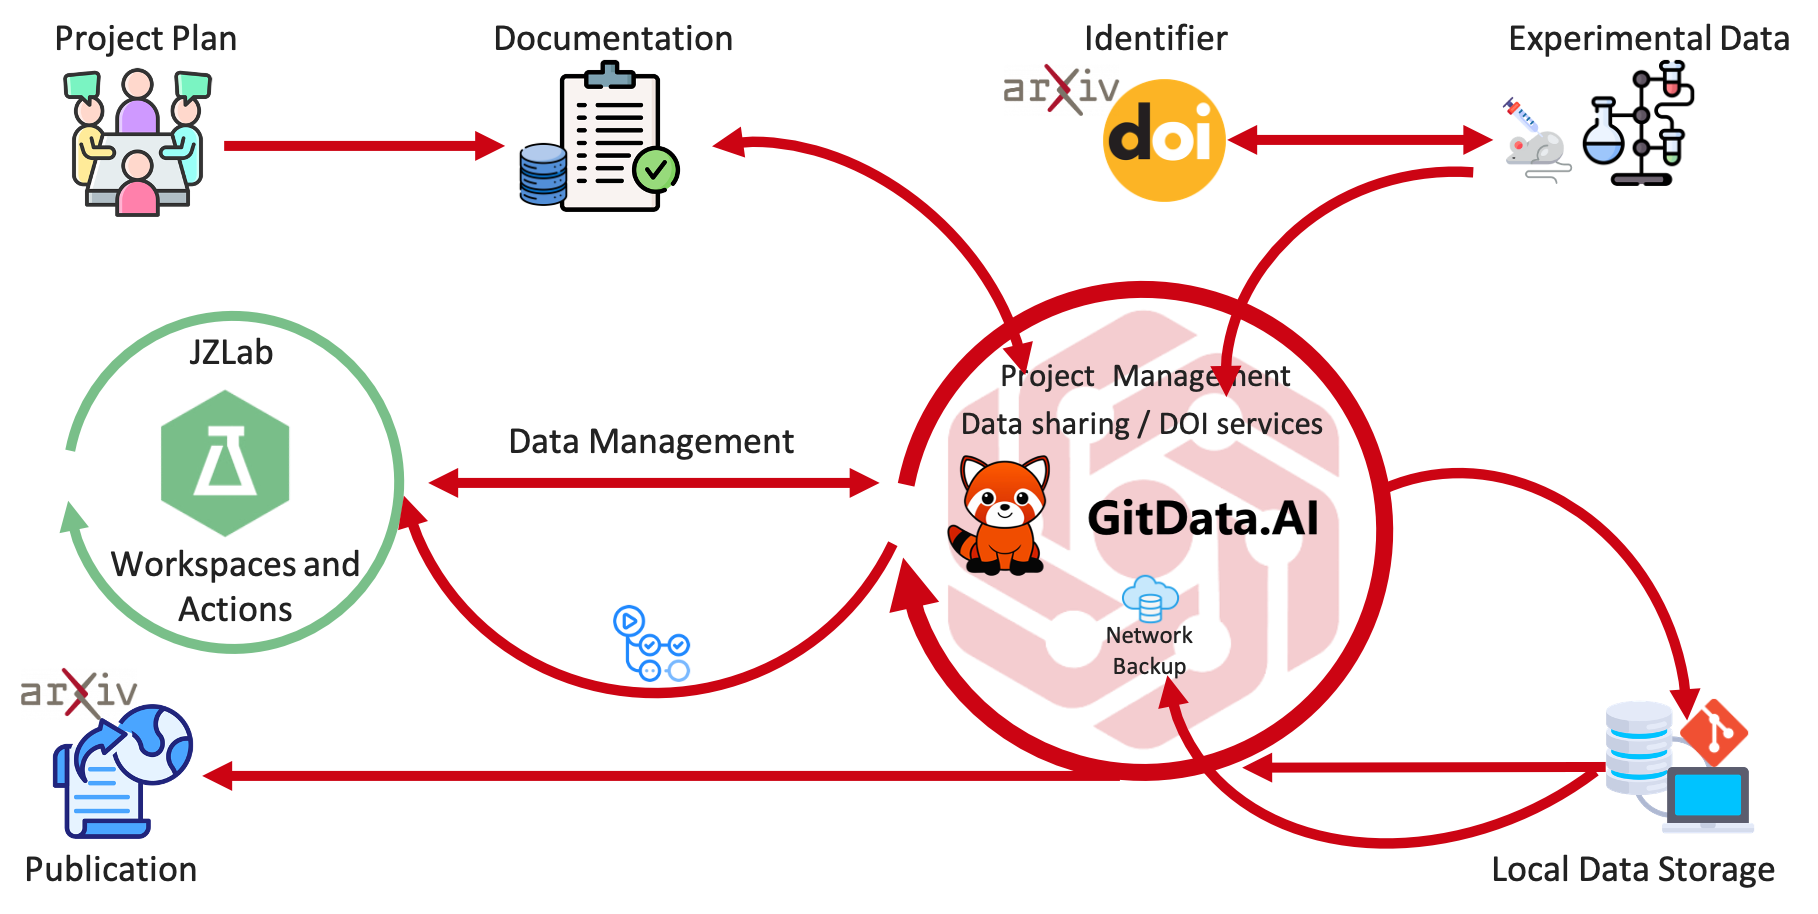 Project Plan
Documentation
Identifier
Experimental Data
arXiv
doi
JZLab
Workspaces and
Actions
Data Management
Project Management
Data sharing / DOI services
GitData.AI
Network
Backup
arXiv
Publication
Local Data Storage